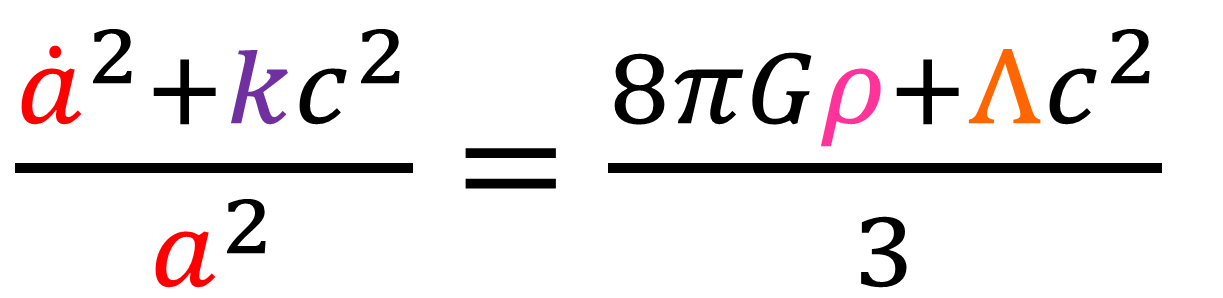 ȧ²+kc² / a² = 8πGρ+Λc² / 3